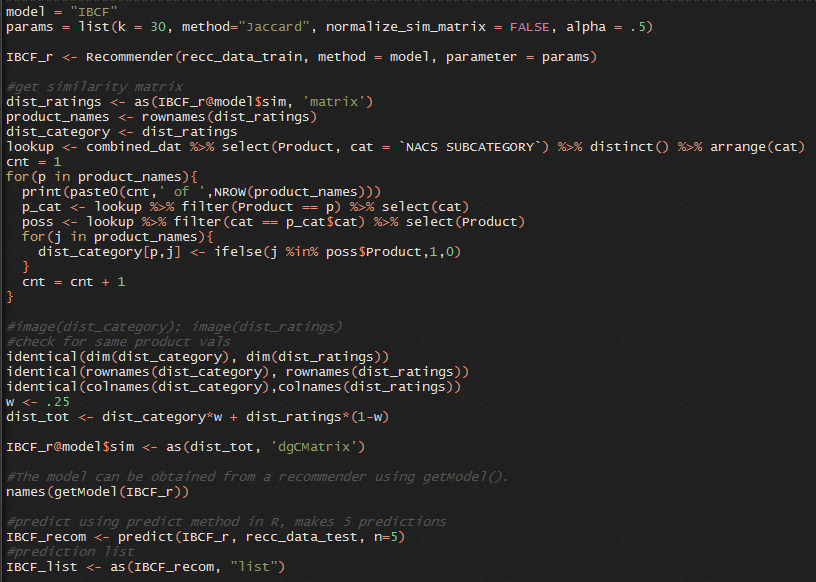 model = "IBCF"
params = list(k = 30, method="Jaccard", normalize_sim_matrix = FALSE, alpha = .5)
IBCF_r <- Recommender(recc_data_train, method = model, parameter = params)
#get similarity matrix
dist_ratings <- as(IBCF_r@model$sim, 'matrix')
product_names <- rownames(dist_ratings)
dist_category <- dist_ratings
lookup <- combined_dat %>% select(Product, cat = `NACS SUBCATEGORY`) %>% distinct() %>% arrange(cat)
cnt = 1
for(p in product_names){
  print(paste0(cnt,' of ',NROW(product_names)))
  p_cat <- lookup %>% filter(Product == p) %>% select(cat)
  poss <- lookup %>% filter(cat == p_cat$cat) %>% select(Product)
  for(j in product_names){
    dist_category[p,j] <- ifelse(j %in% poss$Product,1,0)
  }
  cnt = cnt + 1
}
#image(dist_category); image(dist_ratings)
#check for same product vals
identical(dim(dist_category), dim(dist_ratings))
identical(rownames(dist_category), rownames(dist_ratings))
identical(colnames(dist_category),colnames(dist_ratings))
w <- .25
dist_tot <- dist_category*w + dist_ratings*(1-w)
IBCF_r@model$sim <- as(dist_tot, 'dgCMatrix')
#The model can be obtained from a recommender using getModel().
names(getModel(IBCF_r))
#predict using predict method in R, makes 5 predictions
IBCF_recom <- predict(IBCF_r, recc_data_test, n=5)
#prediction list
IBCF_list <- as(IBCF_recom, "list")